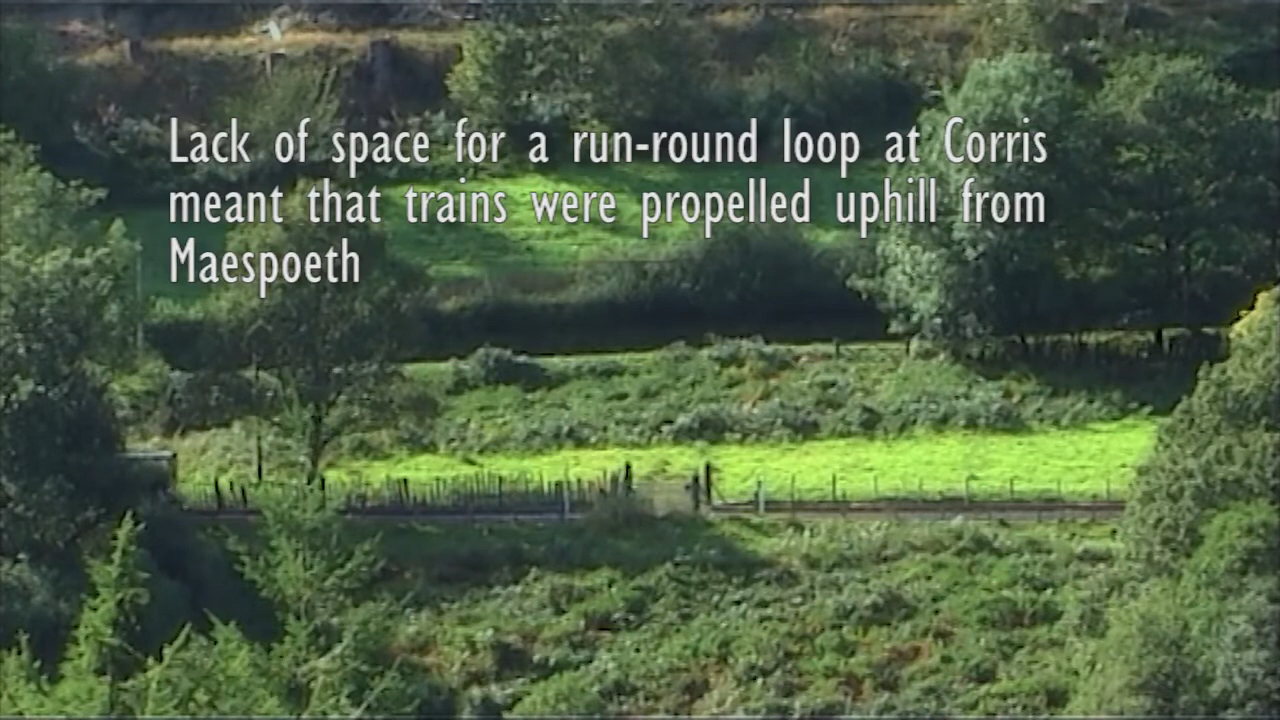 Lack of space for a run-round loop at Corris
meant that trains were propelled uphill from
Maespoeth